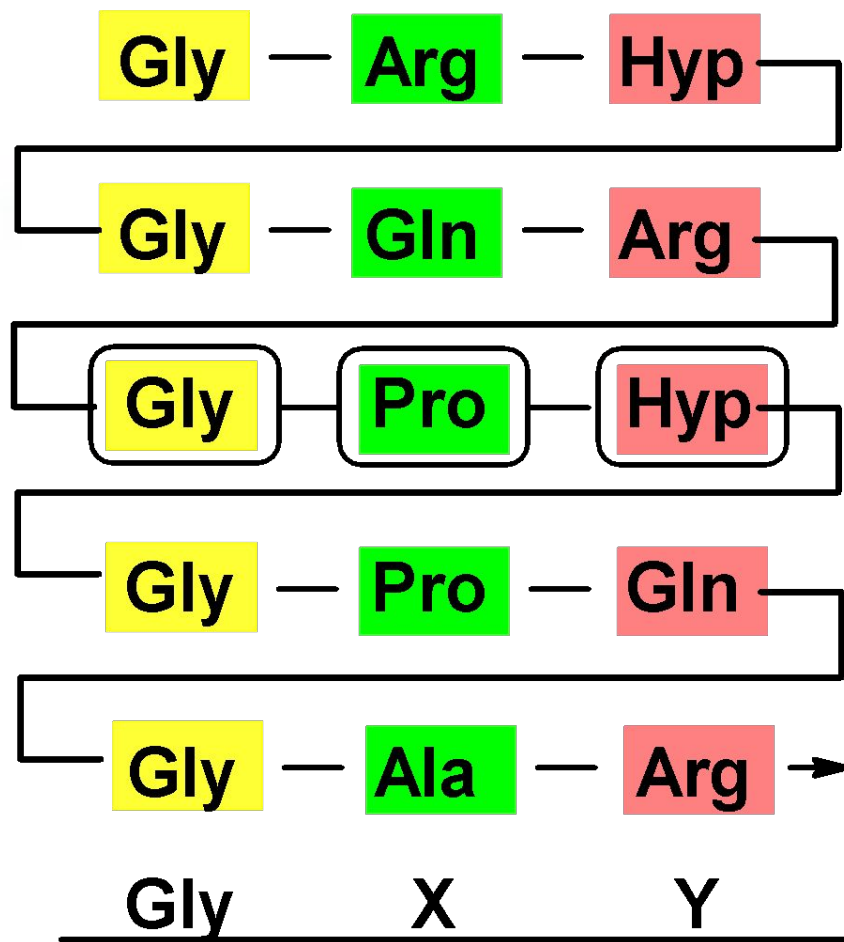 Gly — Arg — Hyp
Gly — Gln — Arg
Gly — Pro — Hyp
Gly — Pro — Gln
Gly — Ala — Arg
Gly X Y